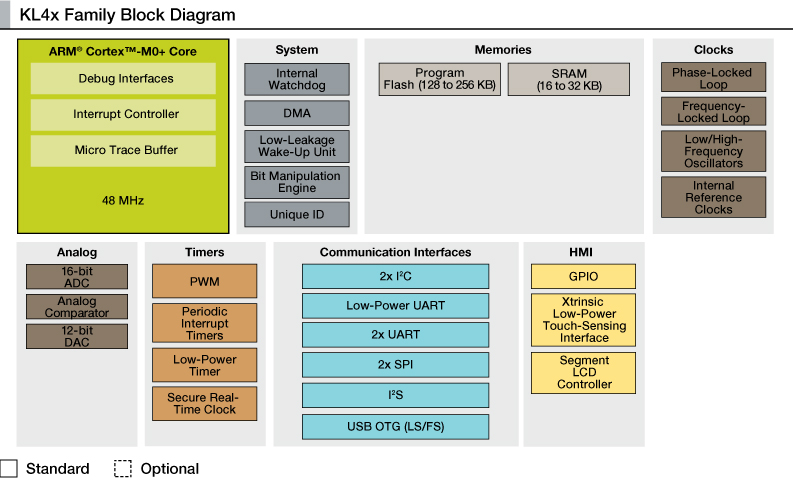 KL4x Family Block Diagram
ARM® Cortex™-M0+ Core
Debug Interfaces
Interrupt Controller
Micro Trace Buffer
48 MHz
System
Internal
Watchdog
DMA
Low-Leakage
Wake-Up Unit
Bit Manipulation
Engine
Unique ID
Memories
Program
Flash (128 to 256 KB)
SRAM
(16 to 32 KB)
Clocks
Phase-Locked
Loop
Frequency-
Locked Loop
Low/High-
Frequency
Oscillators
Internal
Reference
Clocks
Analog
16-bit
ADC
Analog
Comparator
12-bit
DAC
Timers
PWM
Periodic
Interrupt
Timers
Low-Power
Timer
Secure Real-
Time Clock
Communication Interfaces
2x I²C
Low-Power UART
2x UART
2x SPI
I²S
USB OTG (LS/FS)
HMI
GPIO
Xtrinsic
Low-Power
Touch-Sensing
Interface
Segment
LCD
Controller
Standard
Optional